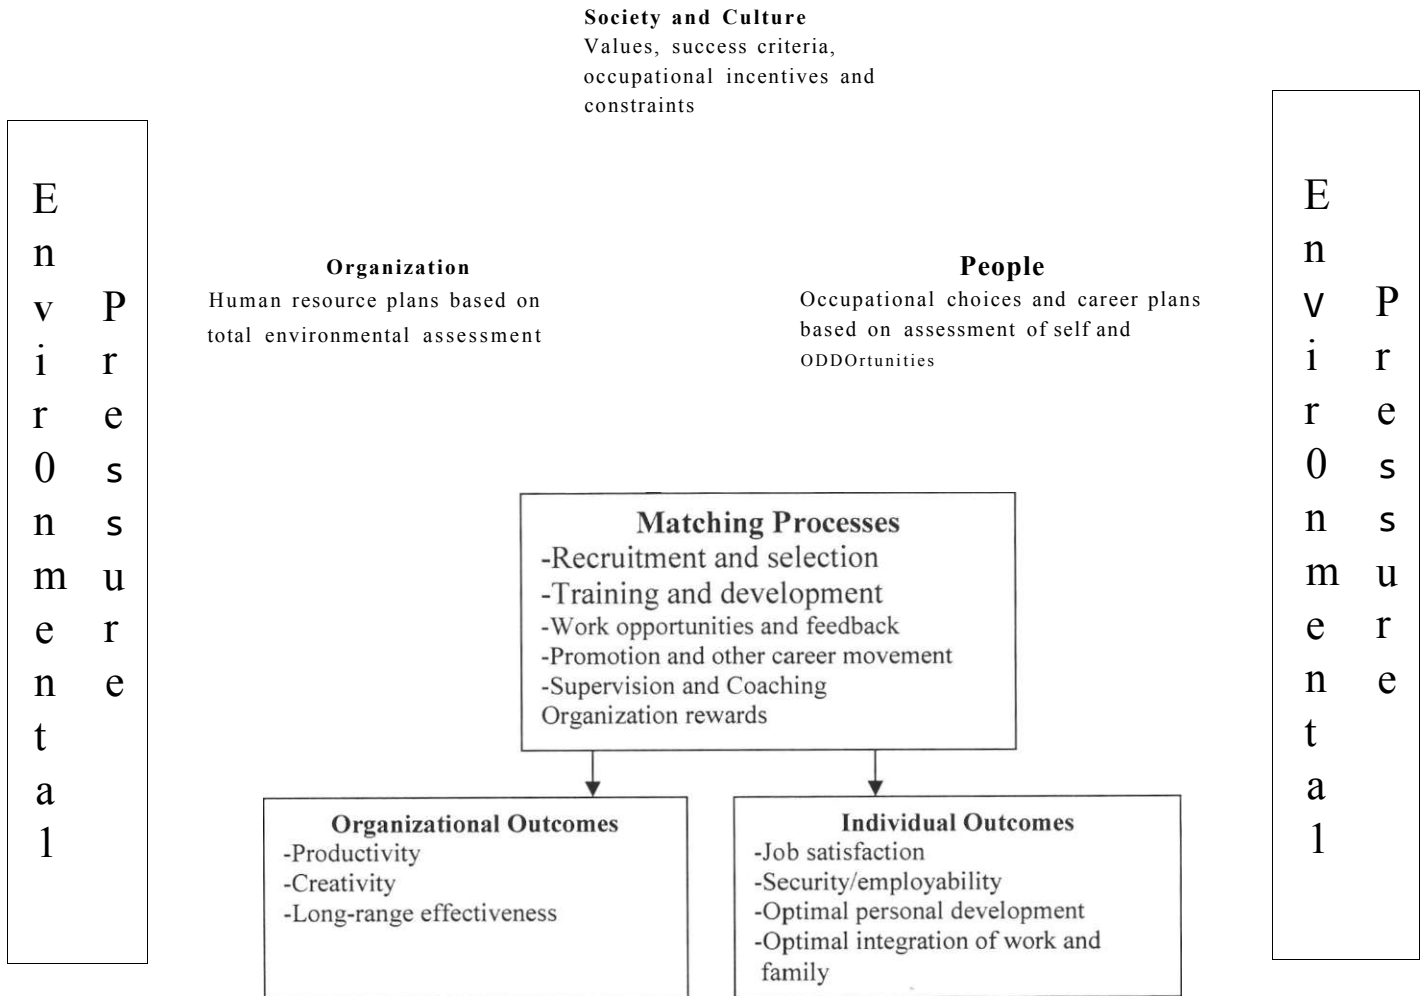 Society and Culture
Values, success criteria,
occupational incentives and
constraints
Envir0nmenta1
Pressure
Organization
Human resource plans based on
total environmental assessment
People
Occupational choices and career plans
based on assessment of self and
ODDOrtunities
Envir0nmenta1
Pressure
Matching Processes
-Recruitment and selection
-Training and development
-Work opportunities and feedback
-Promotion and other career movement
-Supervision and Coaching
Organization rewards
Organizational Outcomes
-Productivity
-Creativity
-Long-range effectiveness
Individual Outcomes
-Job satisfaction
-Security/employability
-Optimal personal development
-Optimal integration of work and
family